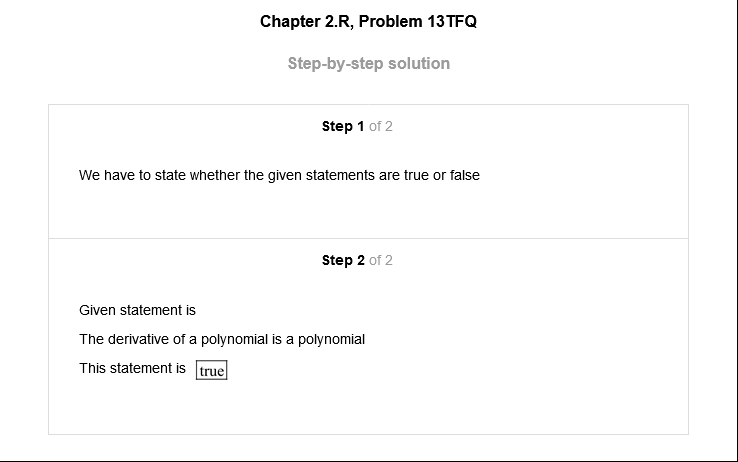 Chapter 2.R, Problem 13TFQ
Step-by-step solution
Step 1 of 2
We have to state whether the given statements are true or false
Step 2 of 2
Given statement is
The derivative of a polynomial is a polynomial
This statement is true